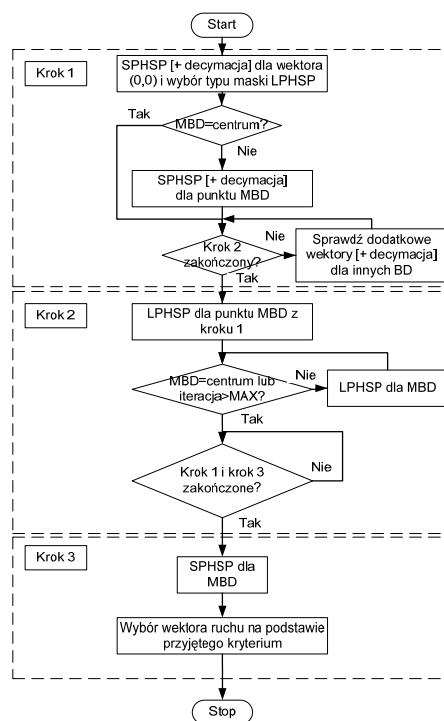 Start
Krok 1
SPHSP [+ decymacja] dla wektora
(0,0) i wybór typu maski LPHSP
Tak
MBD=centrum?
Nie
SPHSP [+ decymacja]
dla punktu MBD
Krok 2
zakończony?
Nie
Sprawdź dodatkowe
wektory [+ decymacja]
dla innych BD
Tak
Krok 2
LPHSP dla punktu MBD z
kroku 1
MBD=centrum lub
iteracja>MAX?
Nie
LPHSP dla MBD
Tak
Krok 1 i krok 3
zakończone?
Nie
Tak
Krok 3
SPHSP dla
MBD
Wybór wektora ruchu na podstawie
przyjętego kryterium
Stop